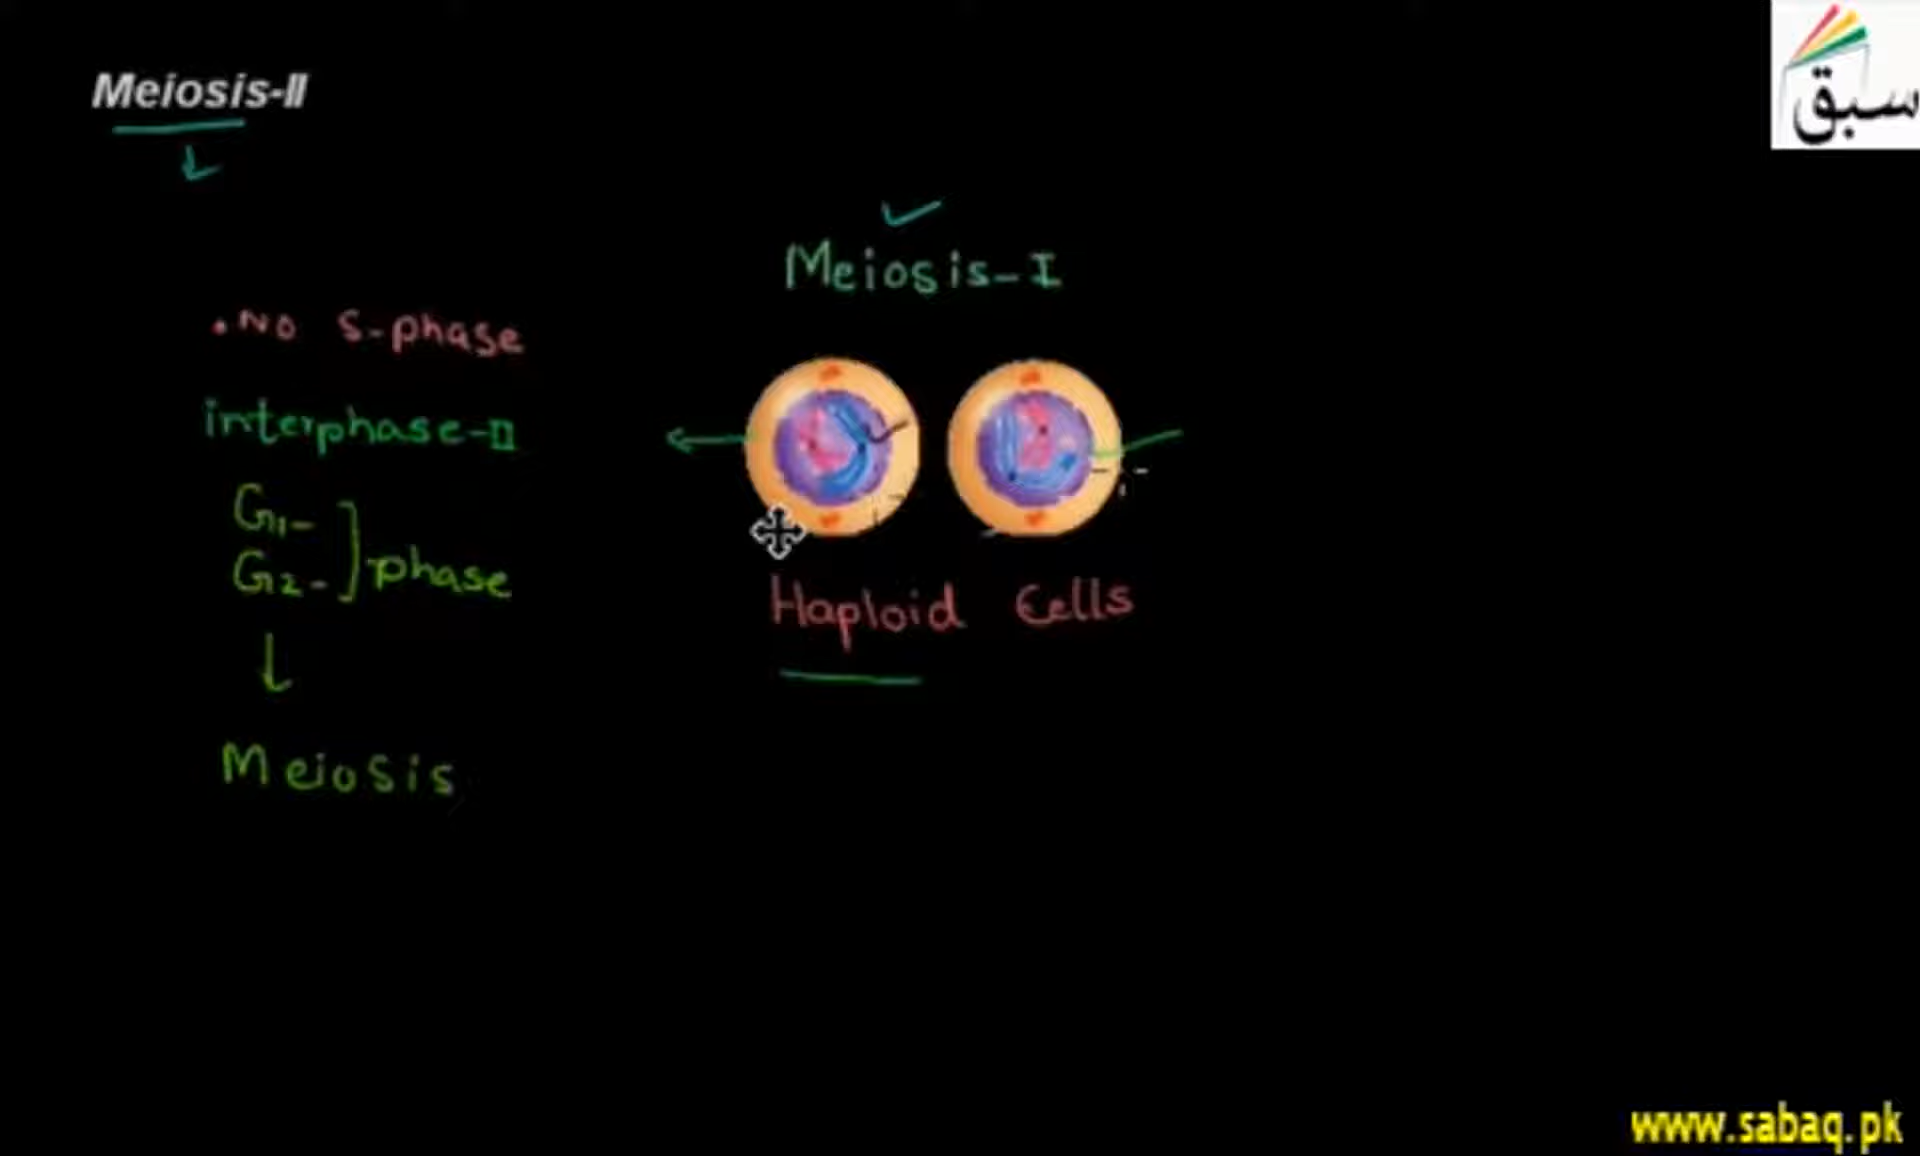 Meiosis-II
سبق
Meiosis-I
. No S-phase
interphase-II
G1-
G2- ] phase
Haploid Cells
Meiosis
www.sabaq.pk